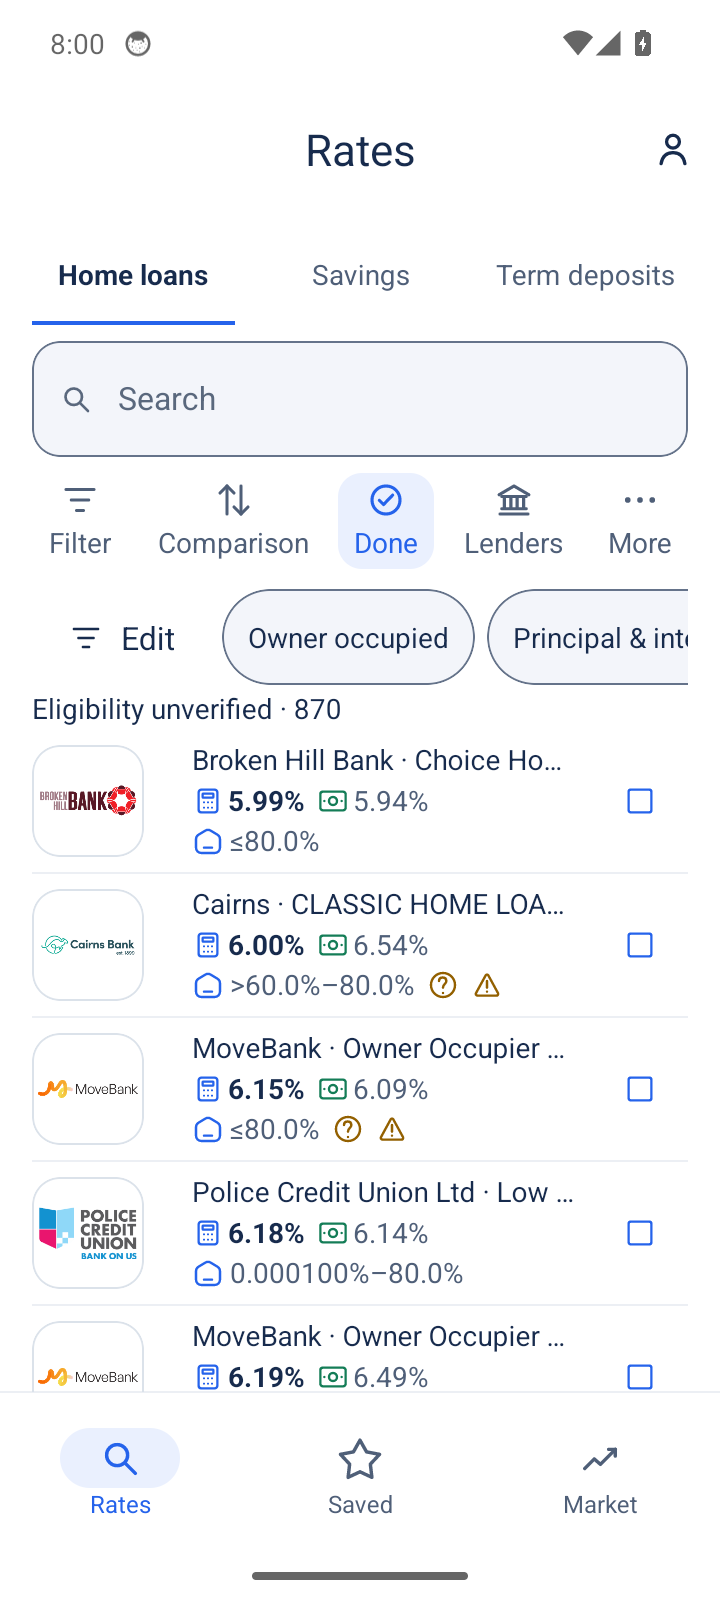 8:00
Rates
Home loans
Savings
Term deposits
Search
Filter
Comparison
Done
Lenders
More
Edit
Owner occupied
Principal & inte
Eligibility unverified · 870
BROKEN HILL BANK
Broken Hill Bank · Choice Ho...
5.99% 5.94%
≤80.0%
Cairns Bank
est. 1899
Cairns · CLASSIC HOME LOA...
6.00% 6.54%
>60.0%–80.0%
MoveBank
MoveBank · Owner Occupier ...
6.15% 6.09%
≤80.0%
POLICE
CREDIT
UNION
BANK ON US
Police Credit Union Ltd · Low ...
6.18% 6.14%
0.000100%–80.0%
MoveBank
MoveBank · Owner Occupier ...
6.19% 6.49%
Rates
Saved
Market